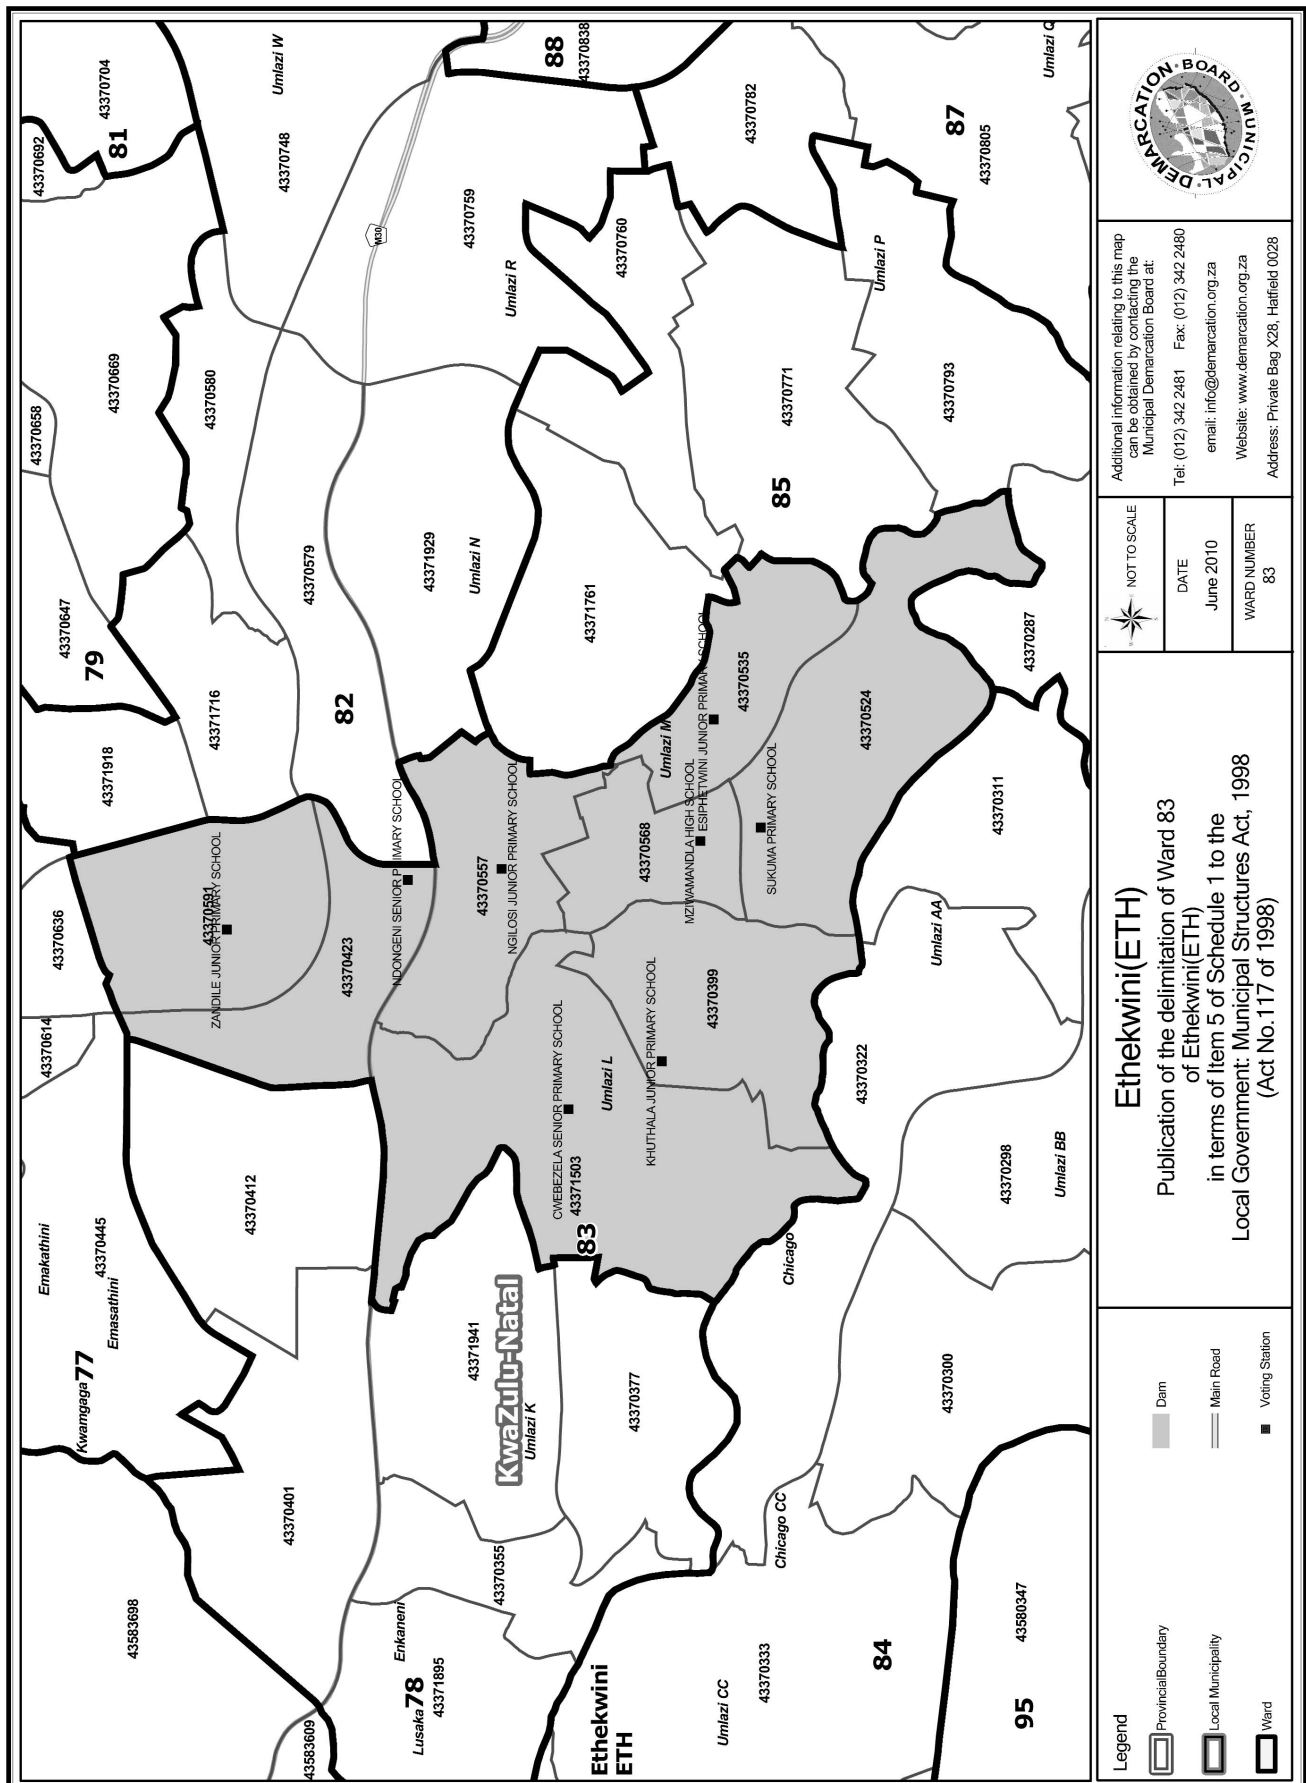 43583698
43583609
Kwamgaga
77
Emakathini
43370445
Emasathini
43370614
43370636
43371918
79
43370647
43370658
43370669
43370692
81
43370704
43370401
43370412
43370591
ZANDILE JUNIOR PRIMARY SCHOOL
43371716
43370580
Umlazi W
43370748
43370423
43370579
82
M30
Lusaka
78
43371895
Enkaneni
NDONGENI SENIOR PRIMARY SCHOOL
43371929
Umlazi N
43370759
Umlazi R
88
43370838
43370355
43371941
KwaZulu-Natal
Umlazi K
43370557
NGILOSI JUNIOR PRIMARY SCHOOL
CWEBEZELA SENIOR PRIMARY SCHOOL
43371503
83
Umlazi L
43371761
43370760
Ethekwini
ETH
43370377
KHUTHALA JUNIOR PRIMARY SCHOOL
43370568
Umlazi M
MZIWAMANDLA HIGH SCHOOL
ESIPHETWINI JUNIOR PRIMARY SCHOOL
43370399
43370535
SUKUMA PRIMARY SCHOOL
43370771
85
43370782
Umlazi CC
43370333
Chicago CC
Chicago
84
43370322
43370524
Umlazi P
Umlazi AA
43370300
43370793
87
43370805
95
43580347
43370298
Umlazi BB
43370311
43370287
Umlazi Q
Legend
ProvincialBoundary
Local Municipality
Ward
Dam
Main Road
Voting Station
Ethekwini(ETH)
Publication of the delimitation of Ward 83
of Ethekwini(ETH)
in terms of Item 5 of Schedule 1 to the
Local Government: Municipal Structures Act, 1998
(Act No.117 of 1998)
N
S
NOT TO SCALE
DATE
June 2010
WARD NUMBER
83
Additional information relating to this map
can be obtained by contacting the
Municipal Demarcation Board at:
Tel: (012) 342 2481 Fax: (012) 342 2480
email: info@demarcation.org.za
Website: www.demarcation.org.za
Address: Private Bag X28, Hatfield 0028
MUNICIPAL • DEMARCATION • BOARD •